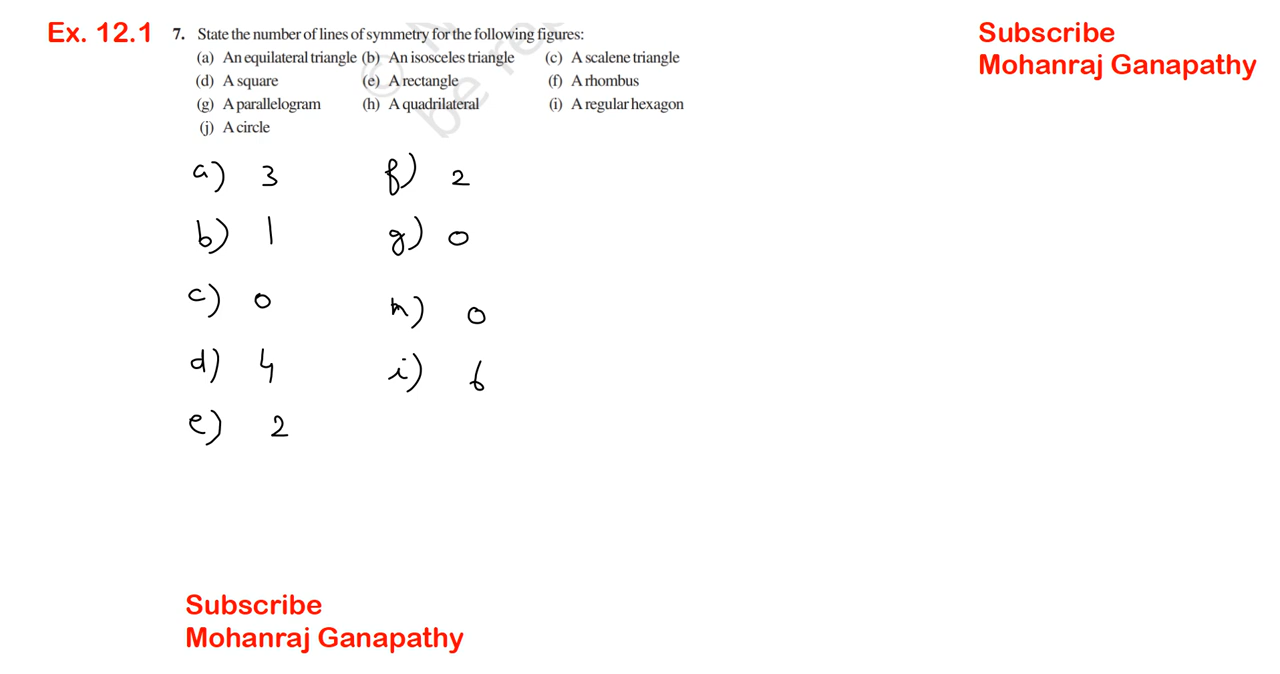 Ex. 12.1
7. State the number of lines of symmetry for the following figures:
(a) An equilateral triangle (b) An isosceles triangle (c) A scalene triangle
(d) A square (e) A rectangle (f) A rhombus
(g) A parallelogram (h) A quadrilateral (i) A regular hexagon
(j) A circle
Subscribe
Mohanraj Ganapathy
a) 3
b) 1
c) 0
d) 4
e) 2
f) 2
g) 0
h) 0
i) 6
Subscribe
Mohanraj Ganapathy